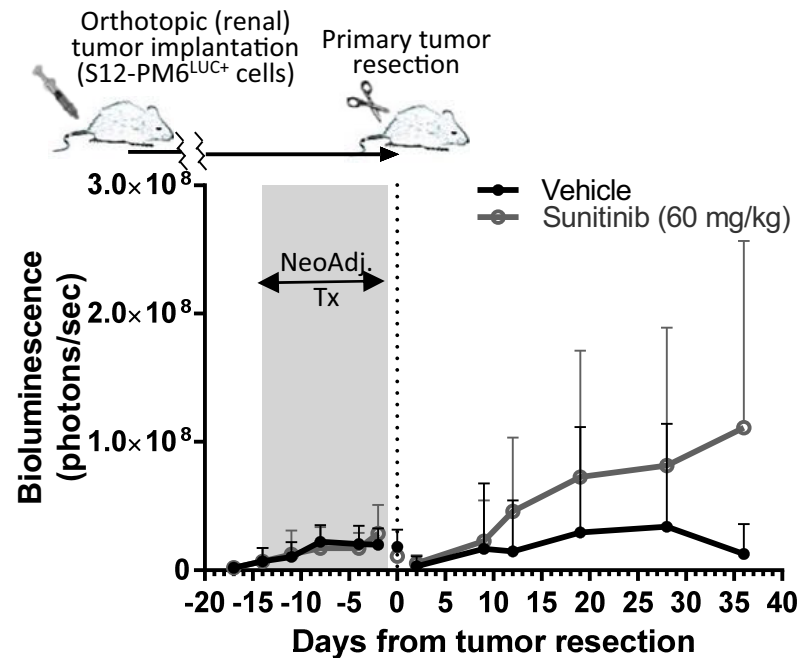 Orthotopic (renal)
tumor implantation
(S12-PM6LUC+ cells)
Primary tumor
resection
3.0×10⁸
2.0×10⁸
1.0×10⁸
0
Bioluminescence
(photons/sec)
NeoAdj.
Tx
Vehicle
Sunitinib (60 mg/kg)
-20 -15 -10 -5 0 5 10 15 20 25 30 35 40
Days from tumor resection